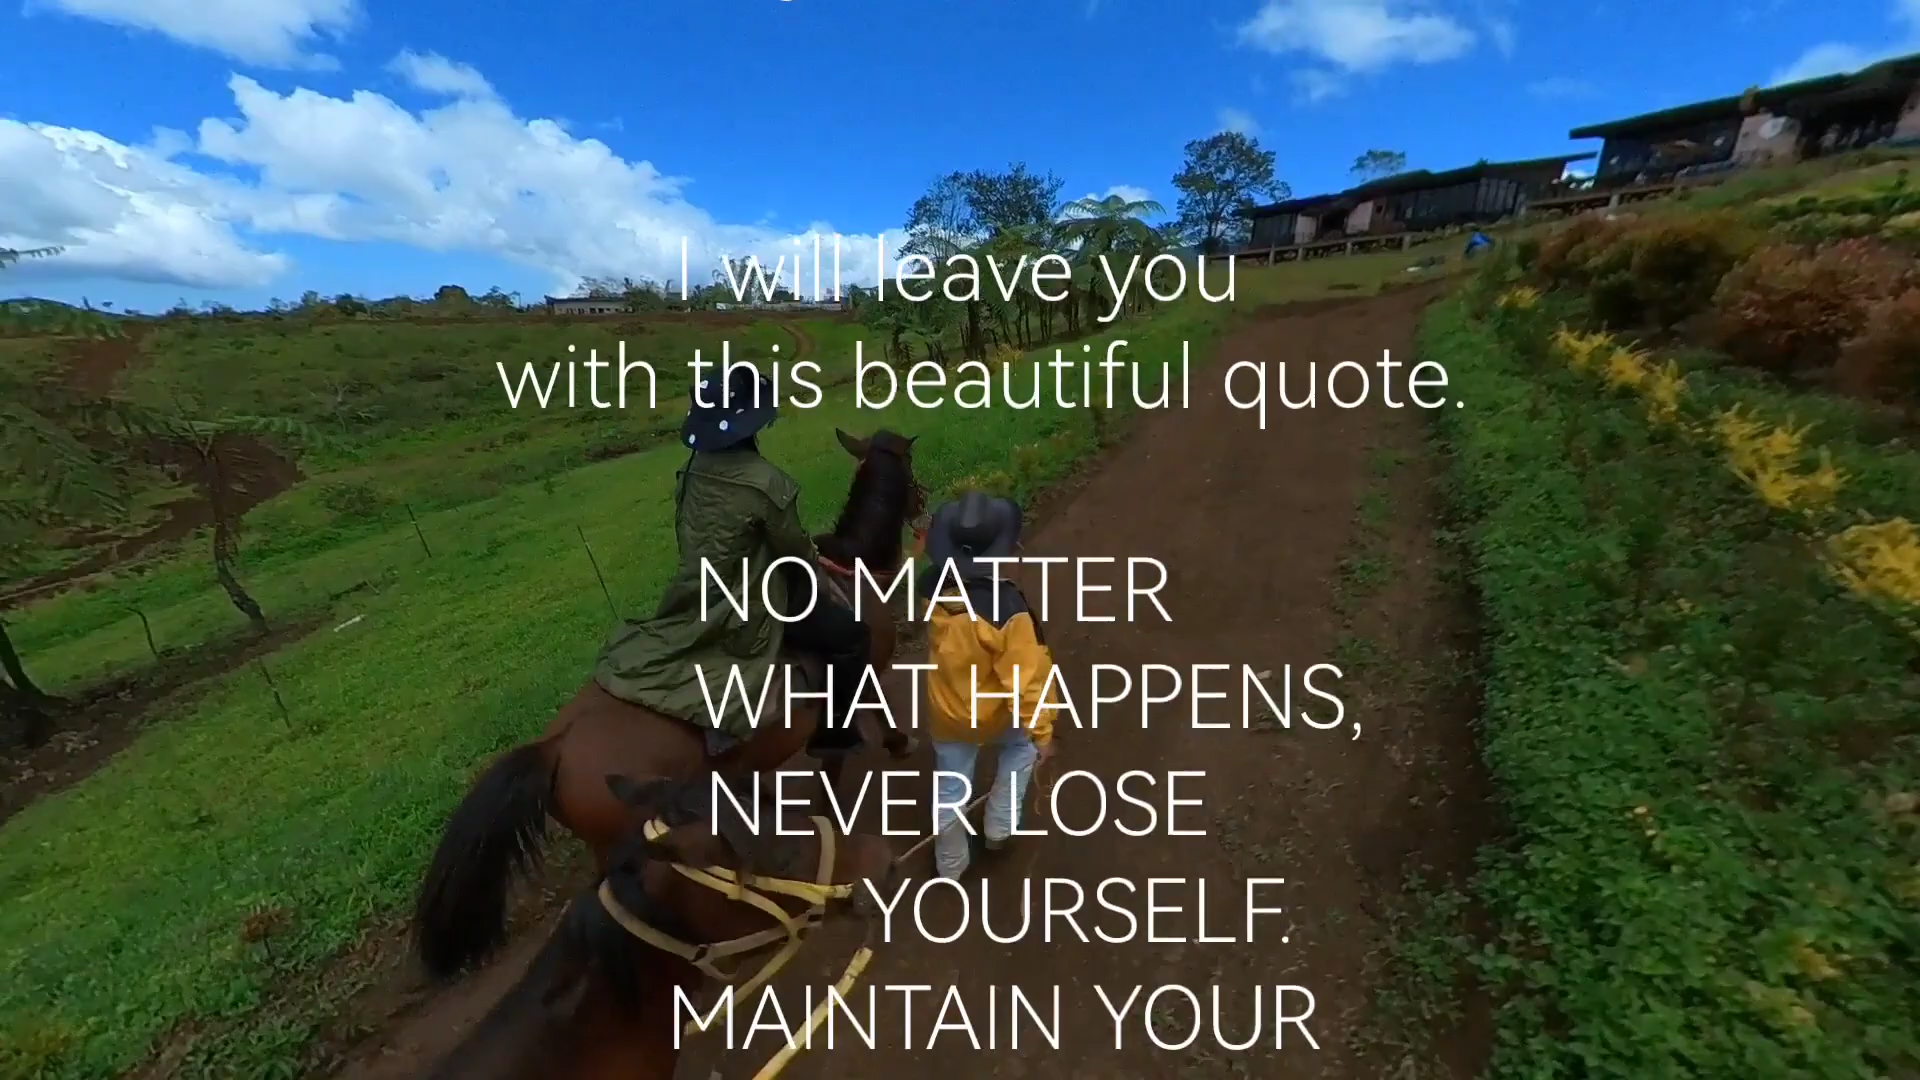 I will leave you
with this beautiful quote.
NO MATTER
WHAT HAPPENS,
NEVER LOSE
YOURSELF.
MAINTAIN YOUR